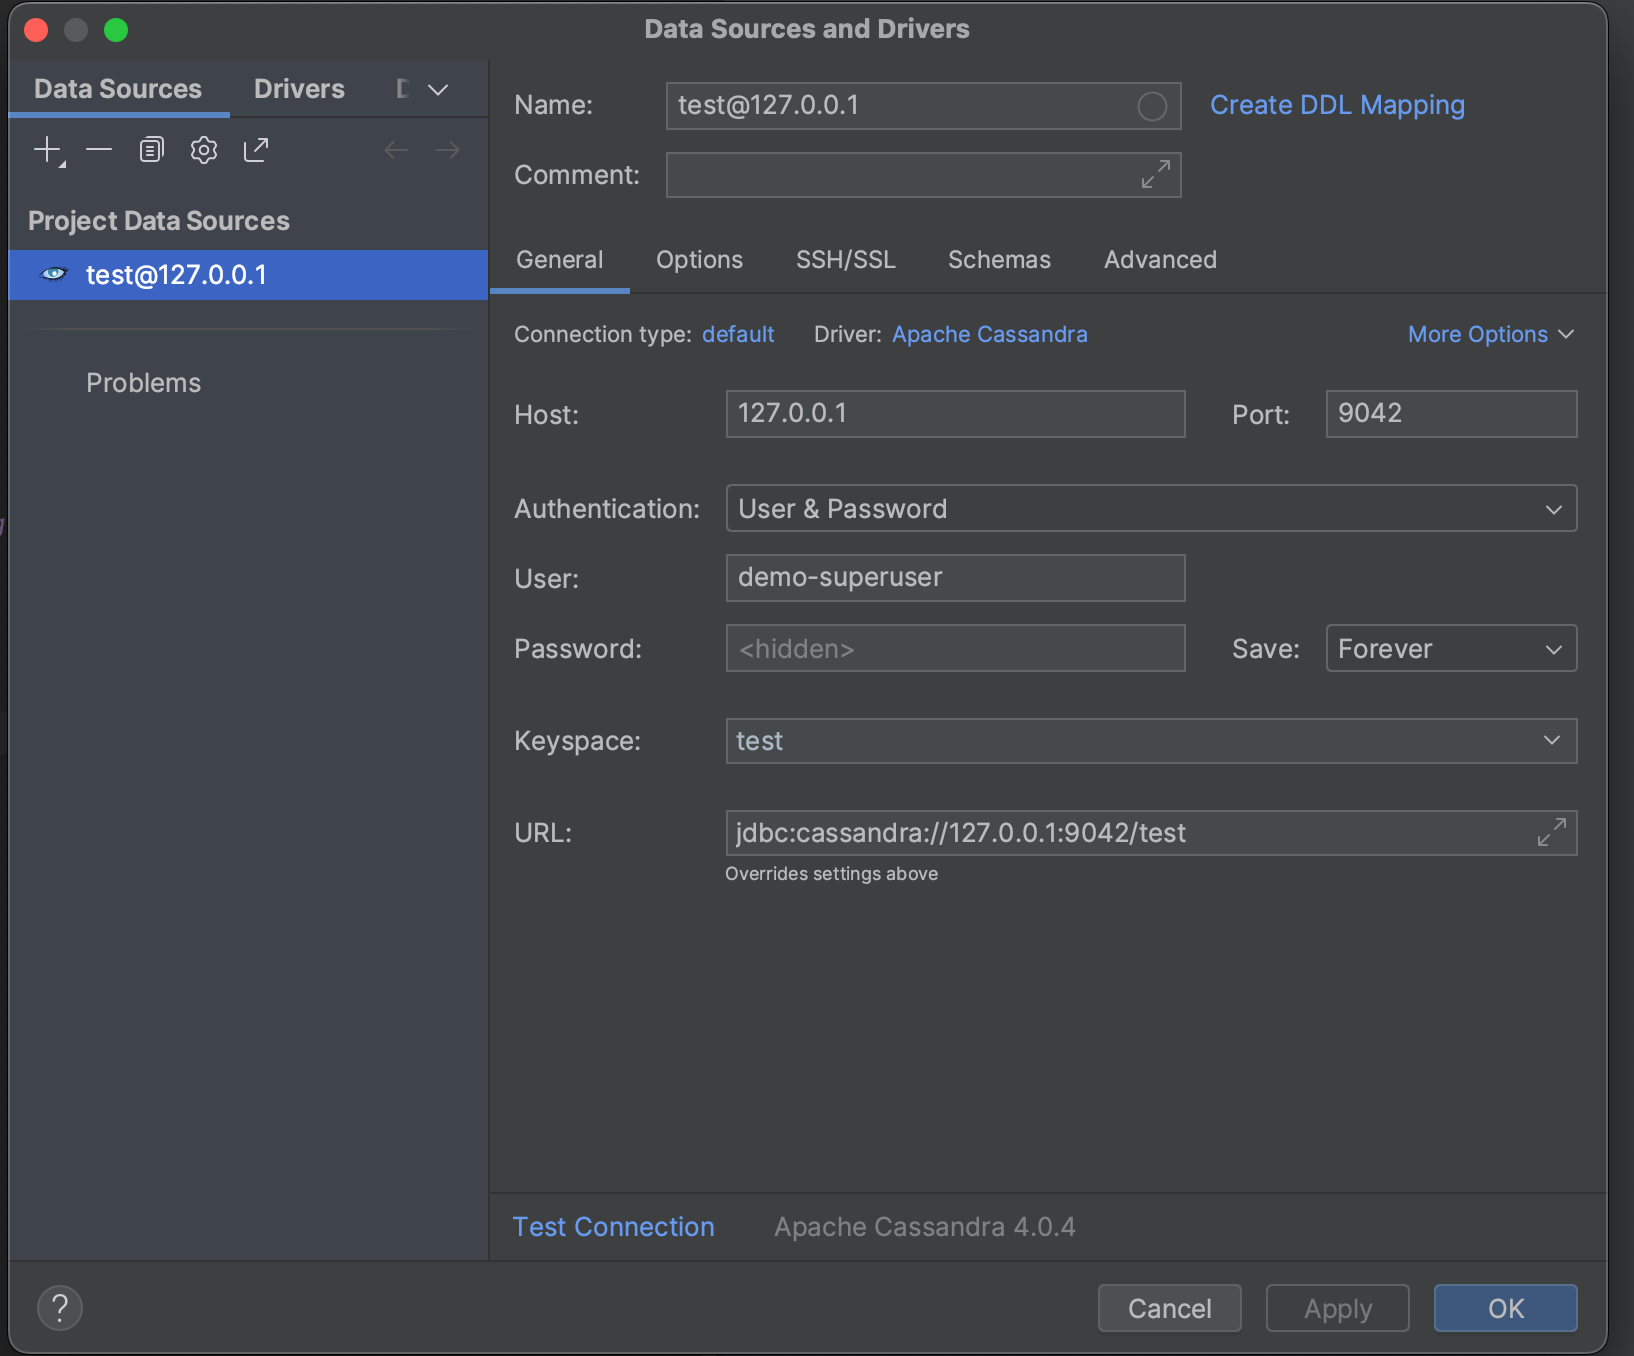 Data Sources and Drivers
Data Sources Drivers
Name: test@127.0.0.1 Create DDL Mapping
Comment:
Project Data Sources
test@127.0.0.1
Problems
General Options SSH/SSL Schemas Advanced
Connection type: default Driver: Apache Cassandra More Options
Host: 127.0.0.1 Port: 9042
Authentication: User & Password
User: demo-superuser
Password: <hidden> Save: Forever
Keyspace: test
URL: jdbc:cassandra://127.0.0.1:9042/test
Overrides settings above
Test Connection Apache Cassandra 4.0.4
? Cancel Apply OK